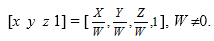 [x y z 1] = [X/W, Y/W, Z/W, 1], W≠0.